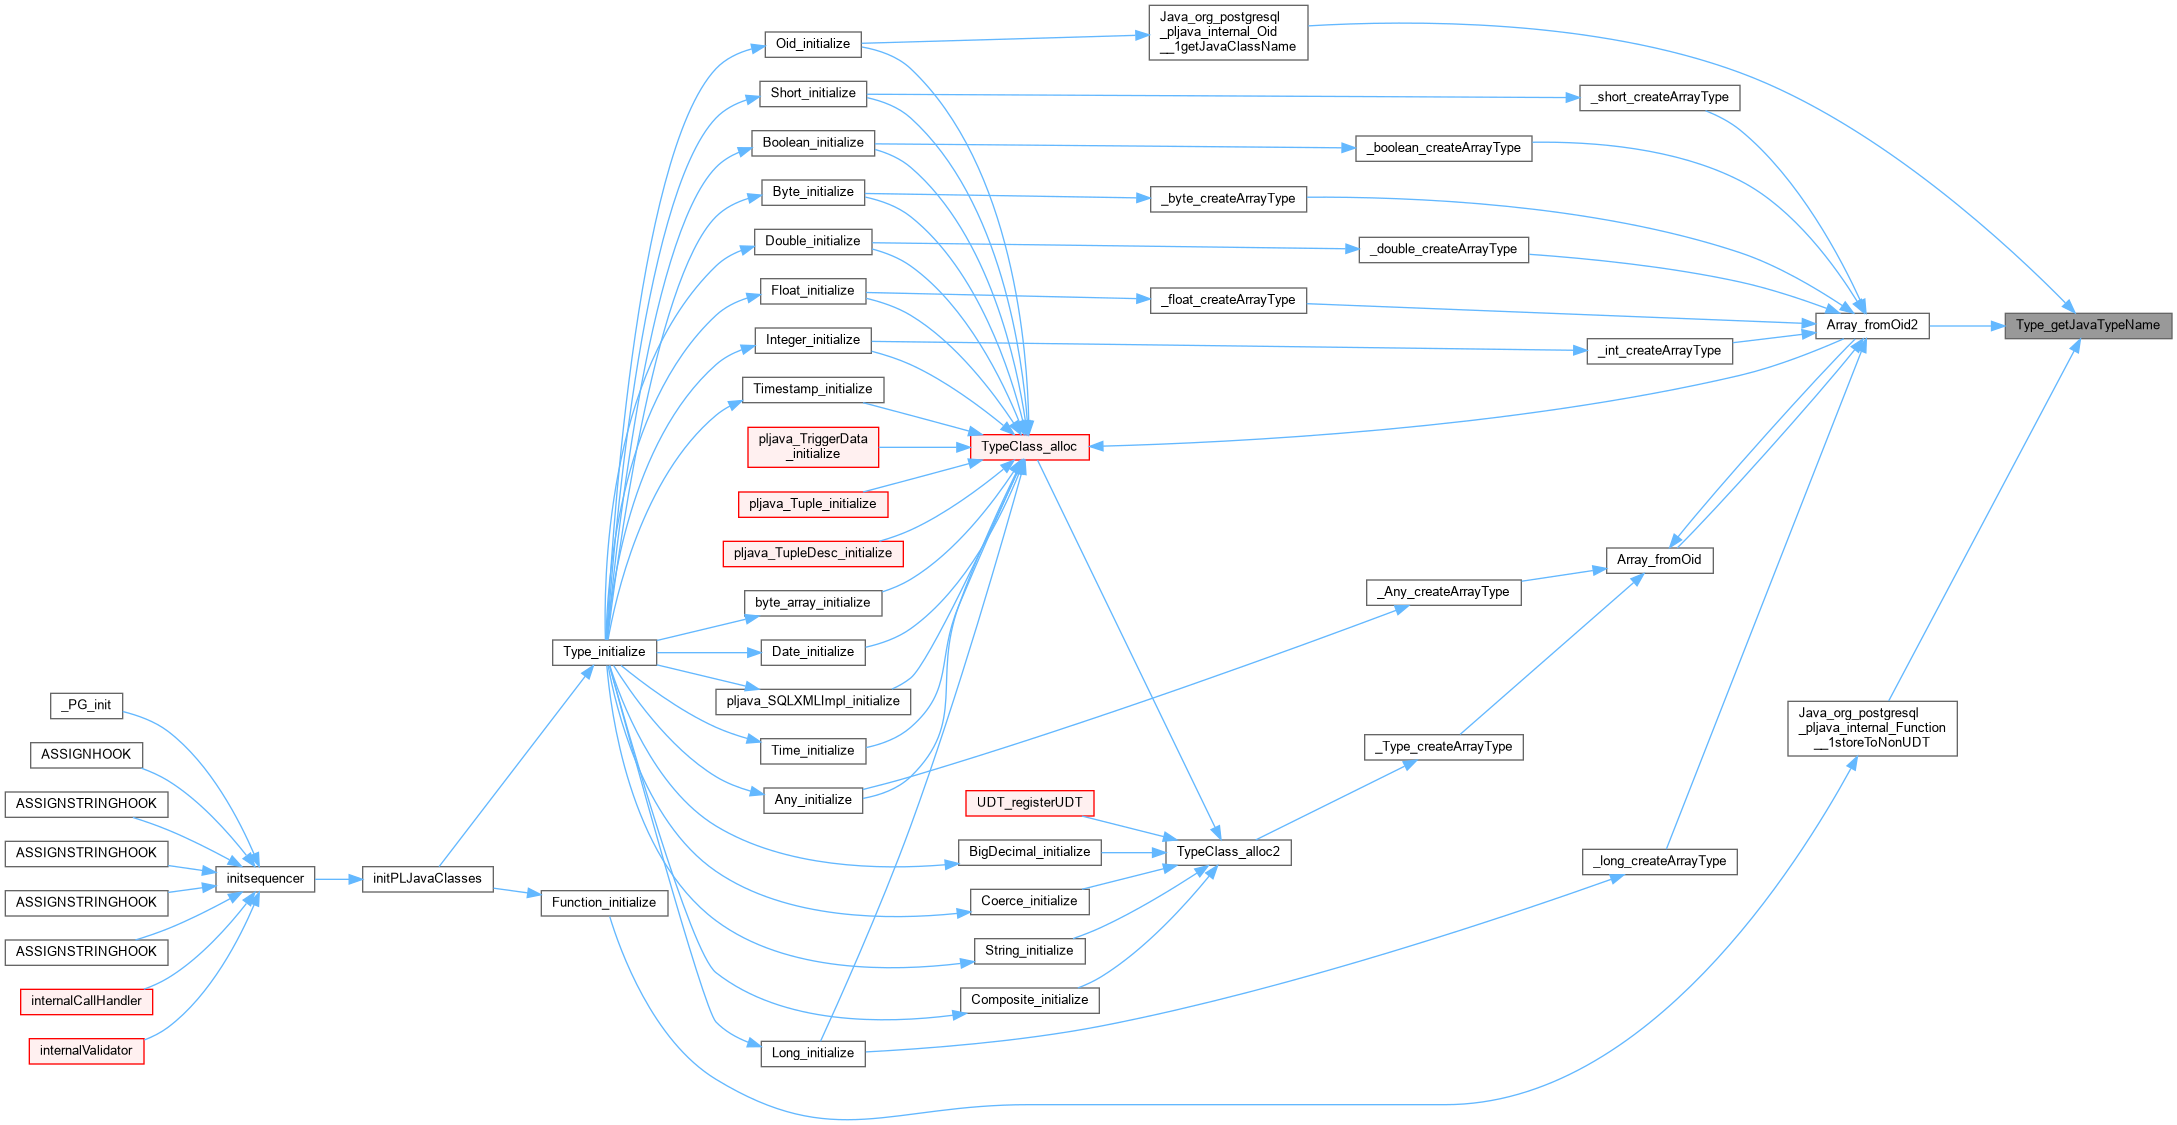 Oid_initialize
Short_initialize
Boolean_initialize
Byte_initialize
Double_initialize
Float_initialize
Integer_initialize
Timestamp_initialize
pljava_TriggerData
_initialize
pljava_Tuple_initialize
pljava_TupleDesc_initialize
byte_array_initialize
Date_initialize
pljava_SQLXMLImpl_initialize
Time_initialize
Any_initialize
Long_initialize
Java_org_postgresql
_pljava_internal_Oid
__1getJavaClassName
_short_createArrayType
_boolean_createArrayType
_byte_createArrayType
_double_createArrayType
_float_createArrayType
_int_createArrayType
Array_fromOid2
Type_getJavaTypeName
TypeClass_alloc
Array_fromOid
_Any_createArrayType
_Type_createArrayType
Java_org_postgresql
_pljava_internal_Function
__1storeToNonUDT
_long_createArrayType
UDT_registerUDT
TypeClass_alloc2
BigDecimal_initialize
Coerce_initialize
String_initialize
Composite_initialize
Type_initialize
Function_initialize
initPLJavaClasses
initsequencer
_PG_init
ASSIGNHOOK
ASSIGNSTRINGHOOK
ASSIGNSTRINGHOOK
ASSIGNSTRINGHOOK
ASSIGNSTRINGHOOK
internalCallHandler
internalValidator